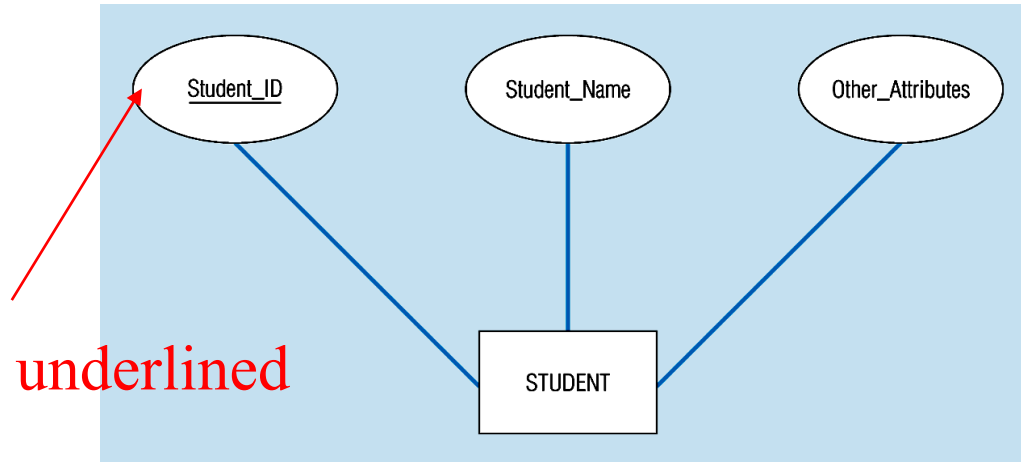 Student_ID
Student_Name
Other_Attributes
underlined
STUDENT